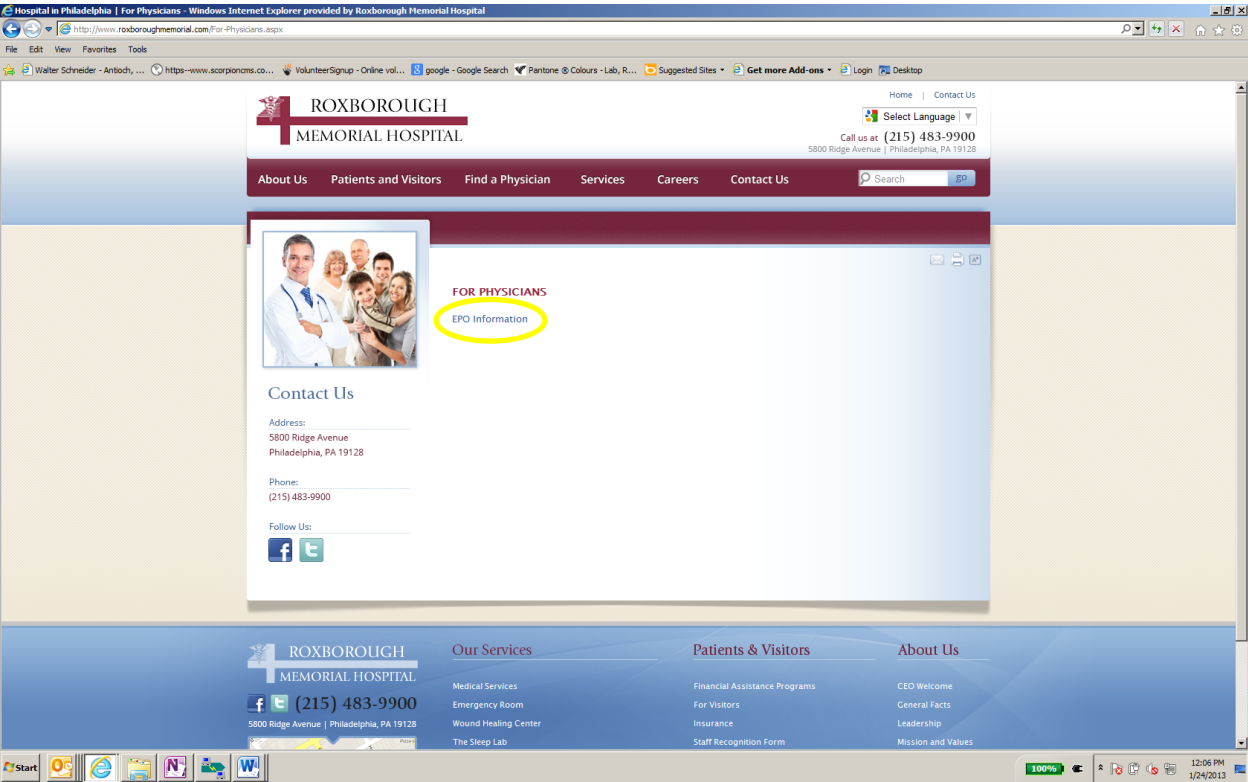 Hospital in Philadelphia | For Physicians - Windows Internet Explorer provided by Roxborough Memorial Hospital
http://www.roxboroughmemorial.com/For-Physicians.aspx
File Edit View Favorites Tools
Walter Schneider - Antioch, ... https--www.scorpioncms.co... VolunteerSignup - Online vol... google - Google Search Pantone ® Colours - Lab, R... Suggested Sites Get more Add-ons Login Desktop
Home | Contact Us
ROXBOROUGH
MEMORIAL HOSPITAL
Select Language
Call us at (215) 483-9900
5800 Ridge Avenue | Philadelphia, PA 19128
About Us Patients and Visitors Find a Physician Services Careers Contact Us Search go
FOR PHYSICIANS
EPO Information
Contact Us
Address:
5800 Ridge Avenue
Philadelphia, PA 19128
Phone:
(215) 483-9900
Follow Us:
ROXBOROUGH
MEMORIAL HOSPITAL
(215) 483-9900
5800 Ridge Avenue | Philadelphia, PA 19128
Our Services
Medical Services
Emergency Room
Wound Healing Center
The Sleep Lab
Patients & Visitors
Financial Assistance Programs
For Visitors
Insurance
Staff Recognition Form
About Us
CEO Welcome
General Facts
Leadership
Mission and Values
Start
100%
12:06 PM
1/24/2013